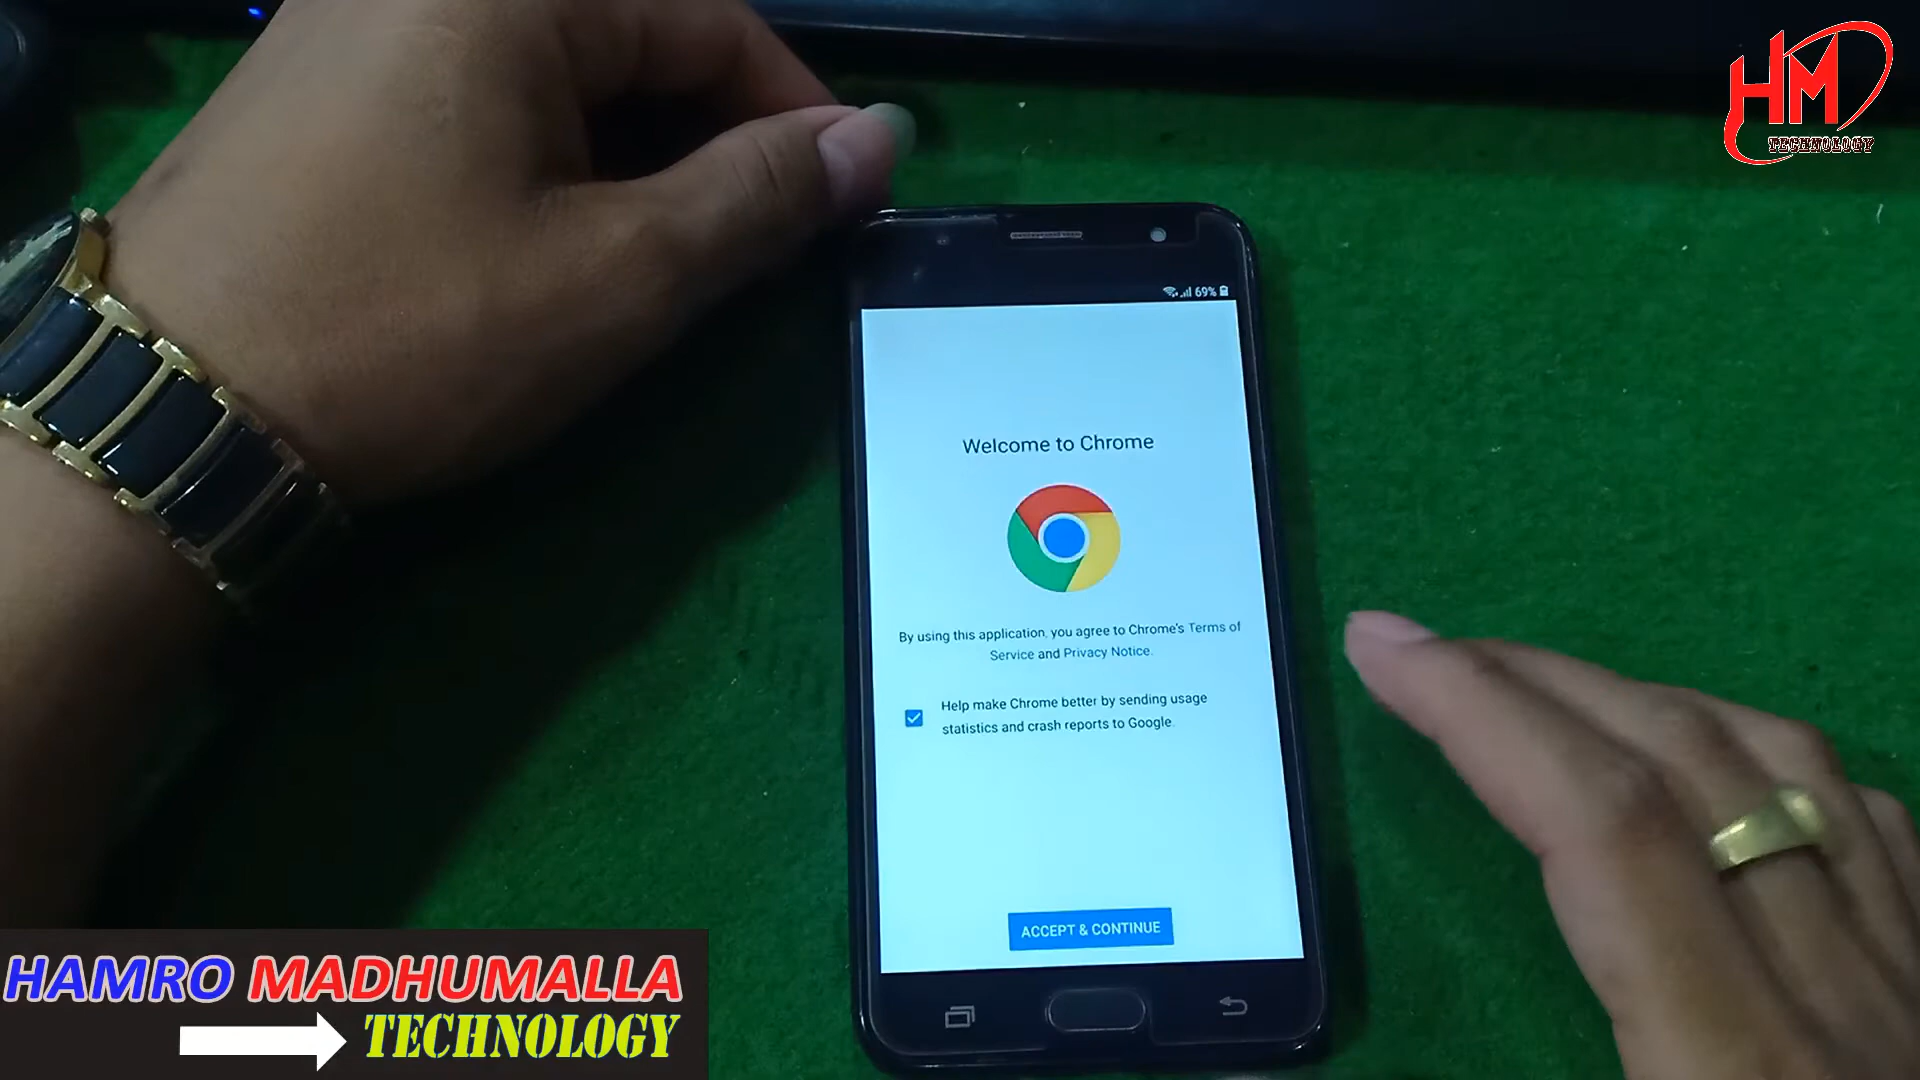 HM
TECHNOLOGY
69%
Welcome to Chrome
By using this application, you agree to Chrome's Terms of
Service and Privacy Notice.
Help make Chrome better by sending usage
statistics and crash reports to Google.
ACCEPT & CONTINUE
HAMRO MADHUMALLA
TECHNOLOGY